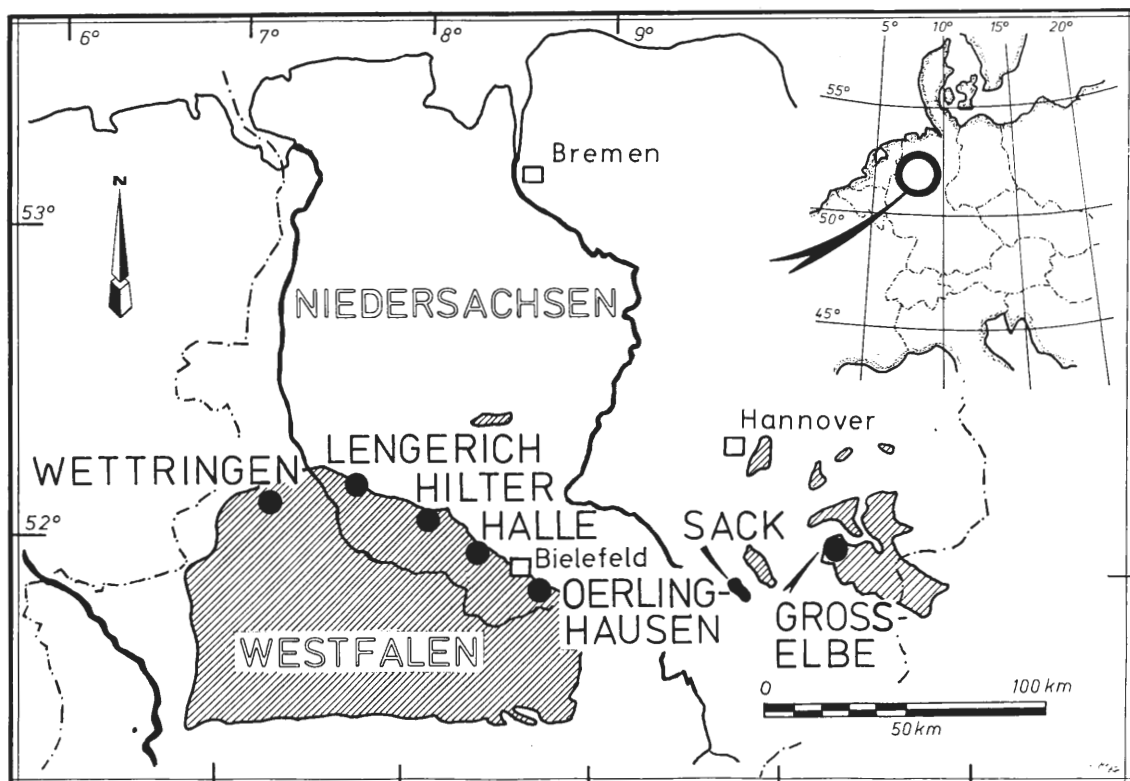 6°
7°
8°
9°
5°
10°
15°
20°
55°
50°
45°
N
53°
52°
Bremen
NIEDERSACHSEN
Hannover
WETTRINGEN
LENGERICH
HILTER
HALLE
Bielefeld
OERLING-
HAUSEN
SACK
GROSS-
ELBE
WESTFALEN
0
100 km
50 km